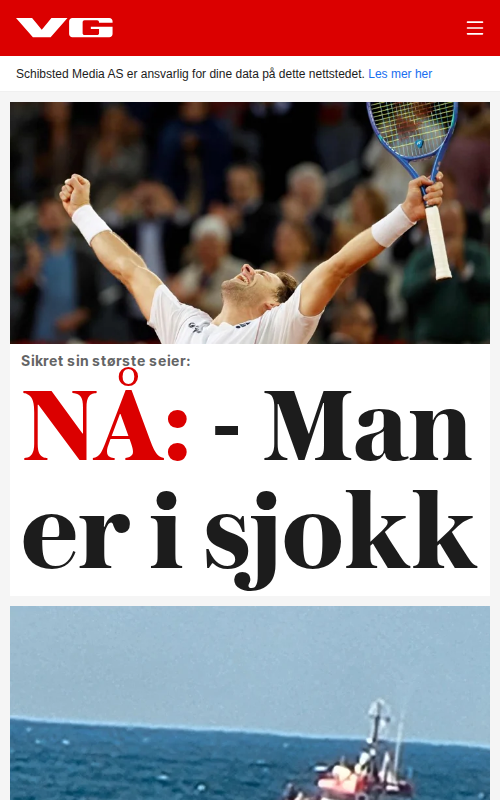 VG
Schibsted Media AS er ansvarlig for dine data på dette nettstedet. Les mer her
Sikret sin største seier:
NÅ: - Man
er i sjokk